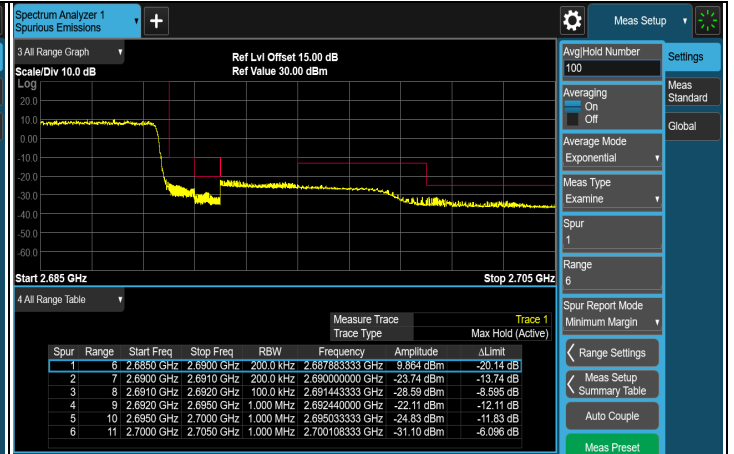 Spectrum Analyzer 1
Spurious Emissions
+
Meas Setup
3 All Range Graph
Scale/Div 10.0 dB
Ref Lvl Offset 15.00 dB
Ref Value 30.00 dBm
Log
20.0
10.0
0.00
-10.0
-20.0
-30.0
-40.0
-50.0
-60.0
Start 2.685 GHz
Stop 2.705 GHz
4 All Range Table
Measure Trace Trace 1
Trace Type Max Hold (Active)
Spur Range Start Freq Stop Freq RBW Frequency Amplitude ΔLimit
1 6 2.6850 GHz 2.6900 GHz 200.0 kHz 2.687883333 GHz 9.864 dBm -20.14 dB
2 7 2.6900 GHz 2.6910 GHz 200.0 kHz 2.690000000 GHz -23.74 dBm -13.74 dB
3 8 2.6910 GHz 2.6920 GHz 100.0 kHz 2.691443333 GHz -28.59 dBm -8.595 dB
4 9 2.6920 GHz 2.6950 GHz 1.000 MHz 2.692440000 GHz -22.11 dBm -12.11 dB
5 10 2.6950 GHz 2.7000 GHz 1.000 MHz 2.695033333 GHz -24.83 dBm -11.83 dB
6 11 2.7000 GHz 2.7050 GHz 1.000 MHz 2.700108333 GHz -31.10 dBm -6.096 dB
Avg|Hold Number
100
Averaging
On
Off
Average Mode
Exponential
Meas Type
Examine
Spur
1
Range
6
Spur Report Mode
Minimum Margin
Range Settings
Meas Setup
Summary Table
Auto Couple
Meas Preset
Settings
Meas
Standard
Global